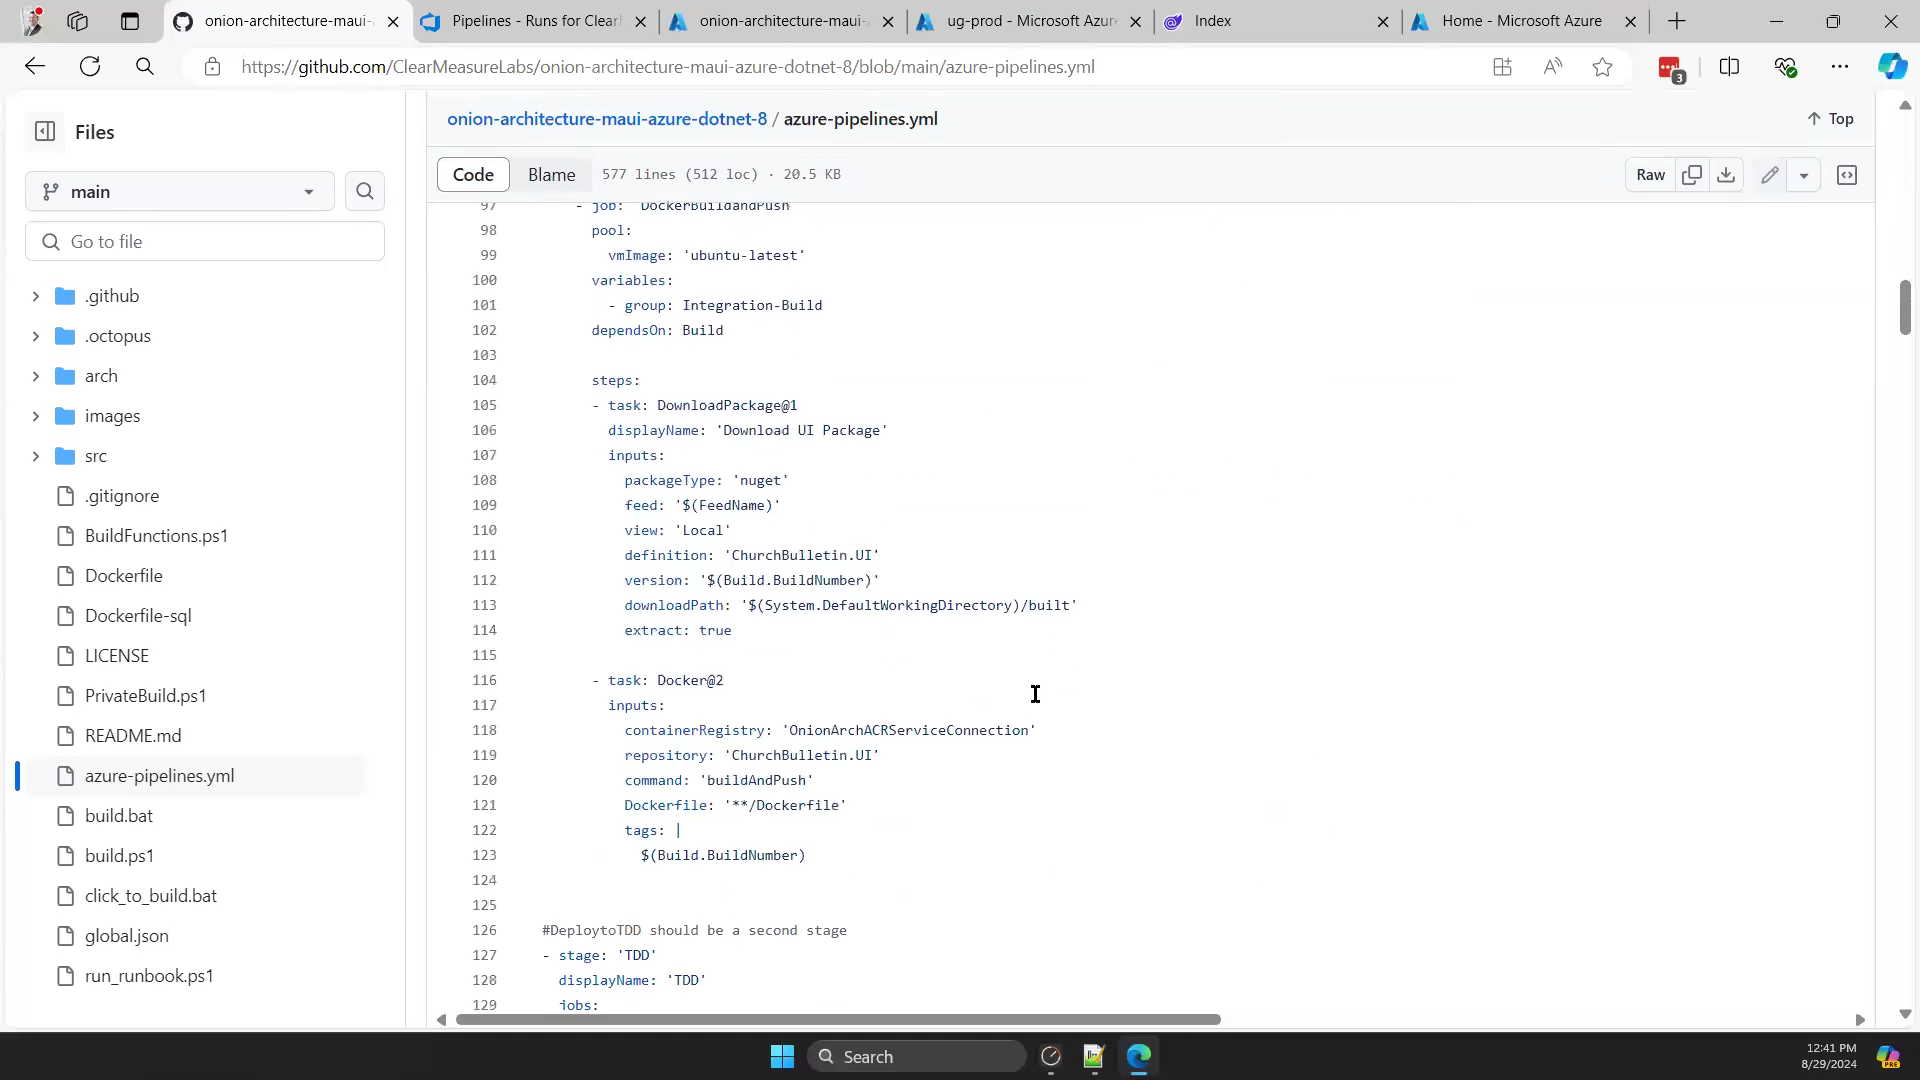 onion-architecture-maui-
Pipelines - Runs for Clear
onion-architecture-maui-
ug-prod - Microsoft Azure
Index
Home - Microsoft Azure
https://github.com/ClearMeasureLabs/onion-architecture-maui-azure-dotnet-8/blob/main/azure-pipelines.yml
3
Files
onion-architecture-maui-azure-dotnet-8 / azure-pipelines.yml
Top
main
Code
Blame
577 lines (512 loc) · 20.5 KB
Raw
Go to file
.github
.octopus
arch
images
src
.gitignore
BuildFunctions.ps1
Dockerfile
Dockerfile-sql
LICENSE
PrivateBuild.ps1
README.md
azure-pipelines.yml
build.bat
build.ps1
click_to_build.bat
global.json
run_runbook.ps1
97 - job: "DockerBuildandPush"
98 pool:
99 vmImage: 'ubuntu-latest'
100 variables:
101 - group: Integration-Build
102 dependsOn: Build
103
104 steps:
105 - task: DownloadPackage@1
106 displayName: 'Download UI Package'
107 inputs:
108 packageType: 'nuget'
109 feed: '$(FeedName)'
110 view: 'Local'
111 definition: 'ChurchBulletin.UI'
112 version: '$(Build.BuildNumber)'
113 downloadPath: '$(System.DefaultWorkingDirectory)/built'
114 extract: true
115
116 - task: Docker@2
117 inputs:
118 containerRegistry: 'OnionArchACRServiceConnection'
119 repository: 'ChurchBulletin.UI'
120 command: 'buildAndPush'
121 Dockerfile: '**/Dockerfile'
122 tags: |
123 $(Build.BuildNumber)
124
125
126 #DeploytoTDD should be a second stage
127 - stage: 'TDD'
128 displayName: 'TDD'
129 jobs:
Search
12:41 PM
8/29/2024
PRE